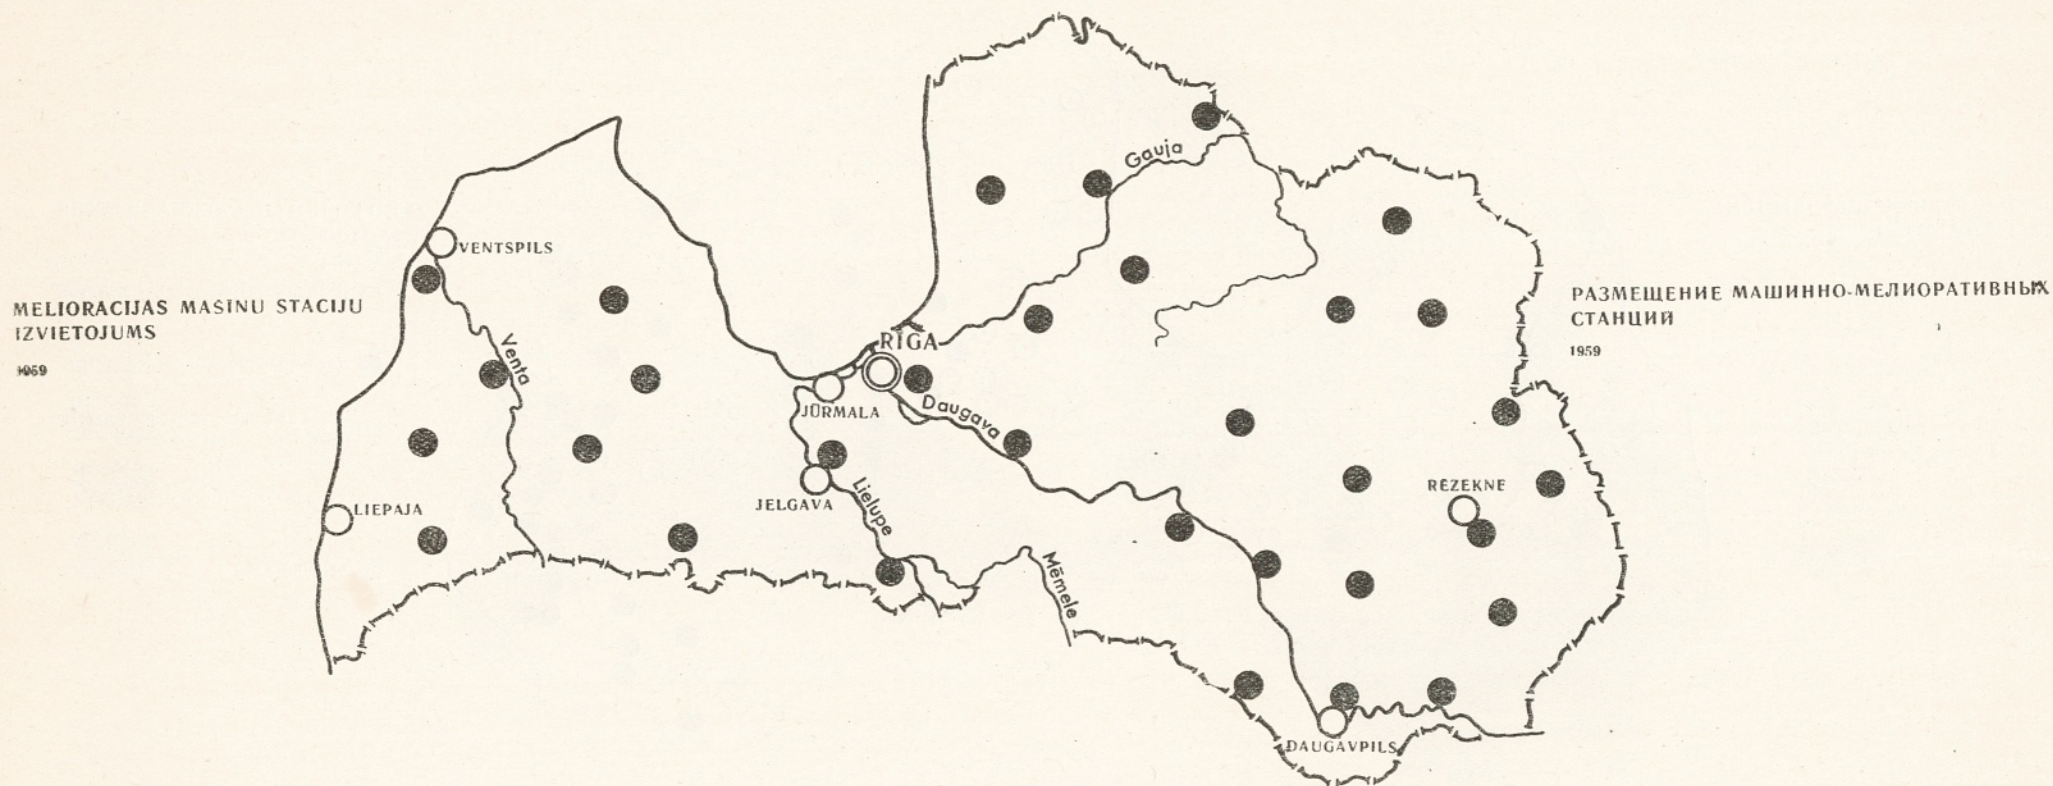 MELIORACIJAS MAŠĪNU STACIJU
IZVIETOJUMS
1959
VENTSPILS
Venta
LIEPAJA
RĪGA
JŪRMALA
JELGAVA
Lielupe
Daugava
Gauja
Mēmele
RĒZEKNE
DAUGAVPILS
РАЗМЕЩЕНИЕ МАШИННО-МЕЛИОРАТИВНЫХ
СТАНЦИЙ
1959